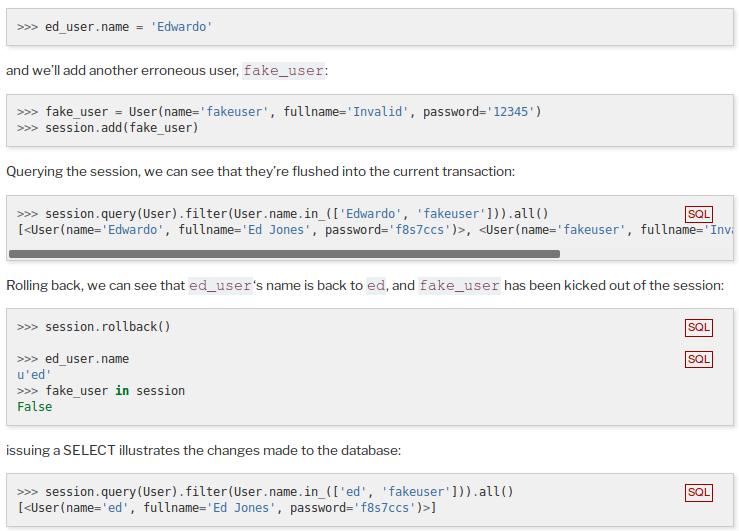 >>> ed_user.name = 'Edwardo'
and we'll add another erroneous user, fake_user:
>>> fake_user = User(name='fakeuser', fullname='Invalid', password='12345')
>>> session.add(fake_user)
Querying the session, we can see that they're flushed into the current transaction:
>>> session.query(User).filter(User.name.in_(['Edwardo', 'fakeuser'])).all() SQL
[<User(name='Edwardo', fullname='Ed Jones', password='f8s7ccs')>, <User(name='fakeuser', fullname='Inva
Rolling back, we can see that ed_user‘s name is back to ed, and fake_user has been kicked out of the session:
>>> session.rollback() SQL
>>> ed_user.name SQL
u'ed'
>>> fake_user in session
False
issuing a SELECT illustrates the changes made to the database:
>>> session.query(User).filter(User.name.in_(['ed', 'fakeuser'])).all() SQL
[<User(name='ed', fullname='Ed Jones', password='f8s7ccs')>]